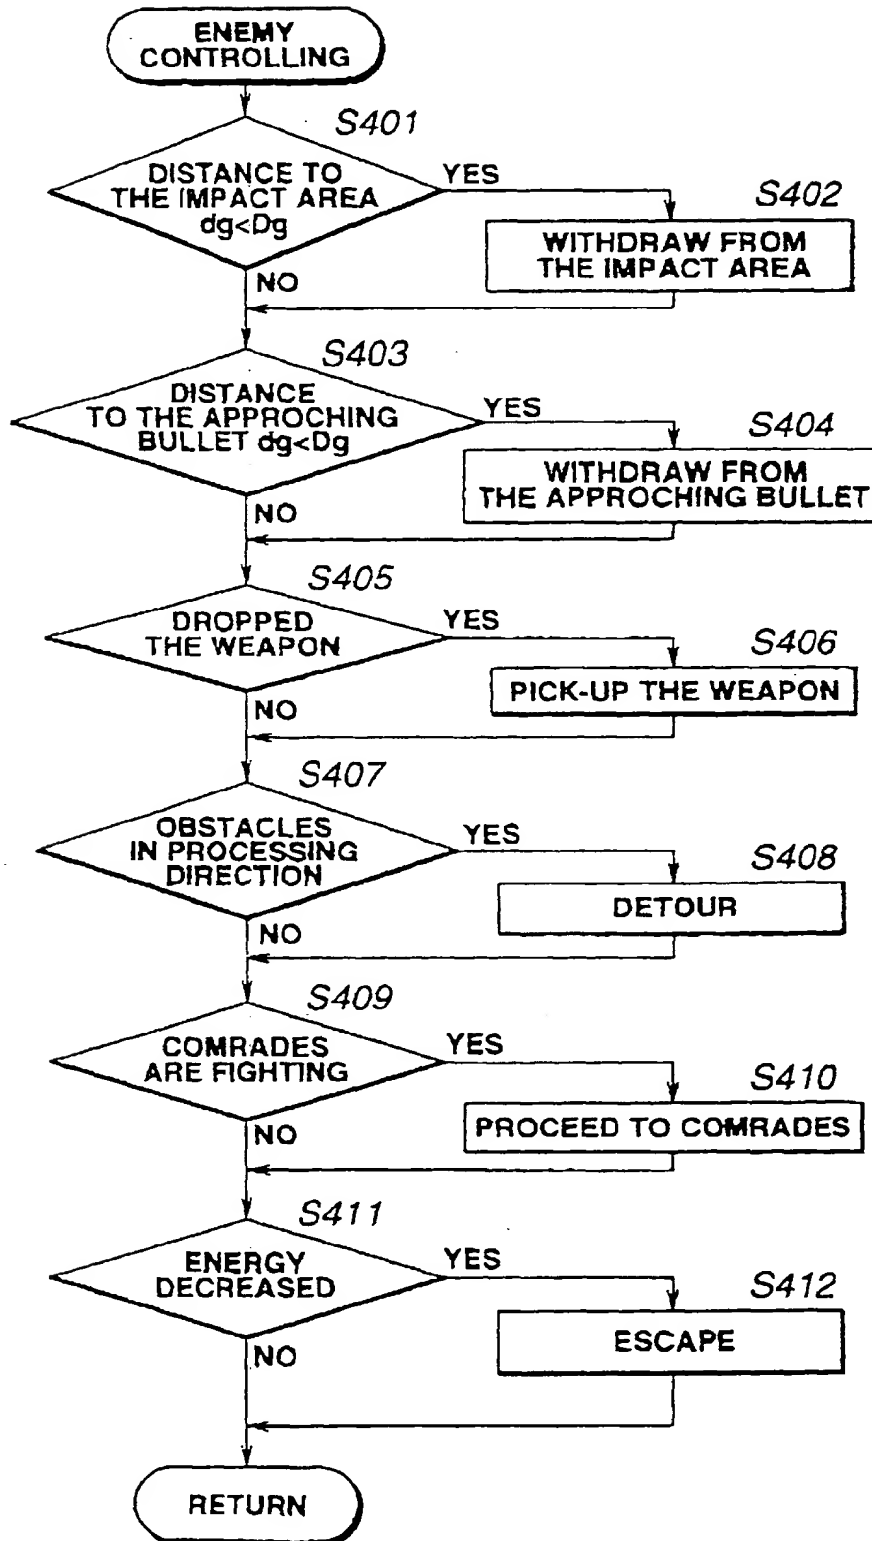 ENEMY
CONTROLLING
S401
DISTANCE TO
THE IMPACT AREA
dg<Dg
YES
S402
WITHDRAW FROM
THE IMPACT AREA
NO
S403
DISTANCE
TO THE APPROCHING
BULLET dg<Dg
YES
S404
WITHDRAW FROM
THE APPROCHING BULLET
NO
S405
DROPPED
THE WEAPON
YES
S406
PICK-UP THE WEAPON
NO
S407
OBSTACLES
IN PROCESSING
DIRECTION
YES
S408
DETOUR
NO
S409
COMRADES
ARE FIGHTING
YES
S410
PROCEED TO COMRADES
NO
S411
ENERGY
DECREASED
YES
S412
ESCAPE
NO
RETURN